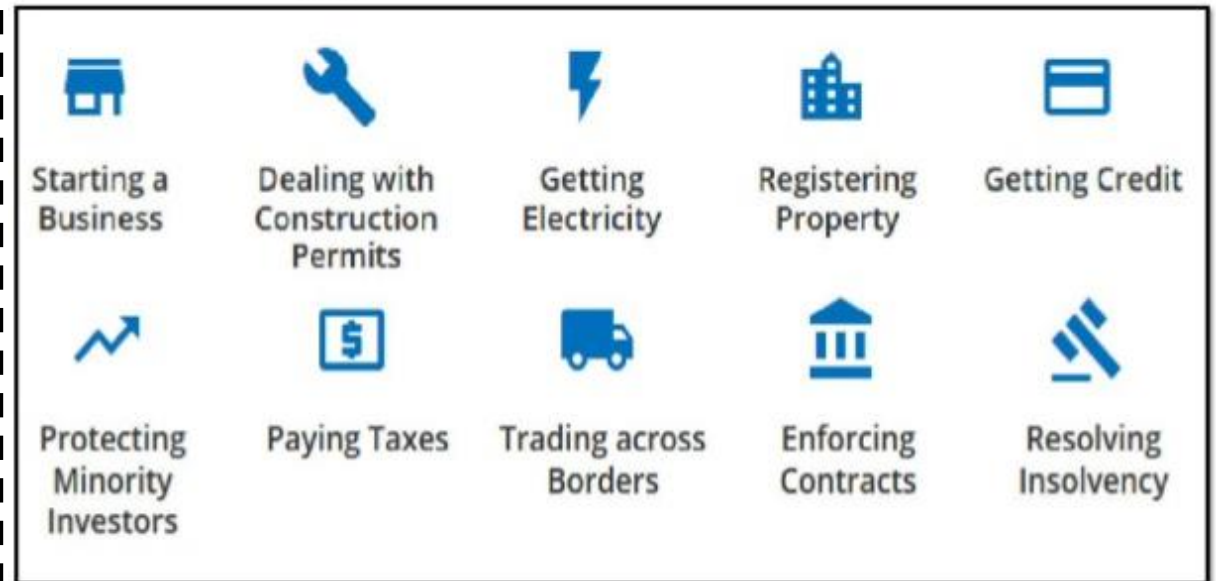 Starting a
Business
Dealing with
Construction
Permits
Getting
Electricity
Registering
Property
Getting Credit
Protecting
Minority
Investors
Paying Taxes
Trading across
Borders
Enforcing
Contracts
Resolving
Insolvency